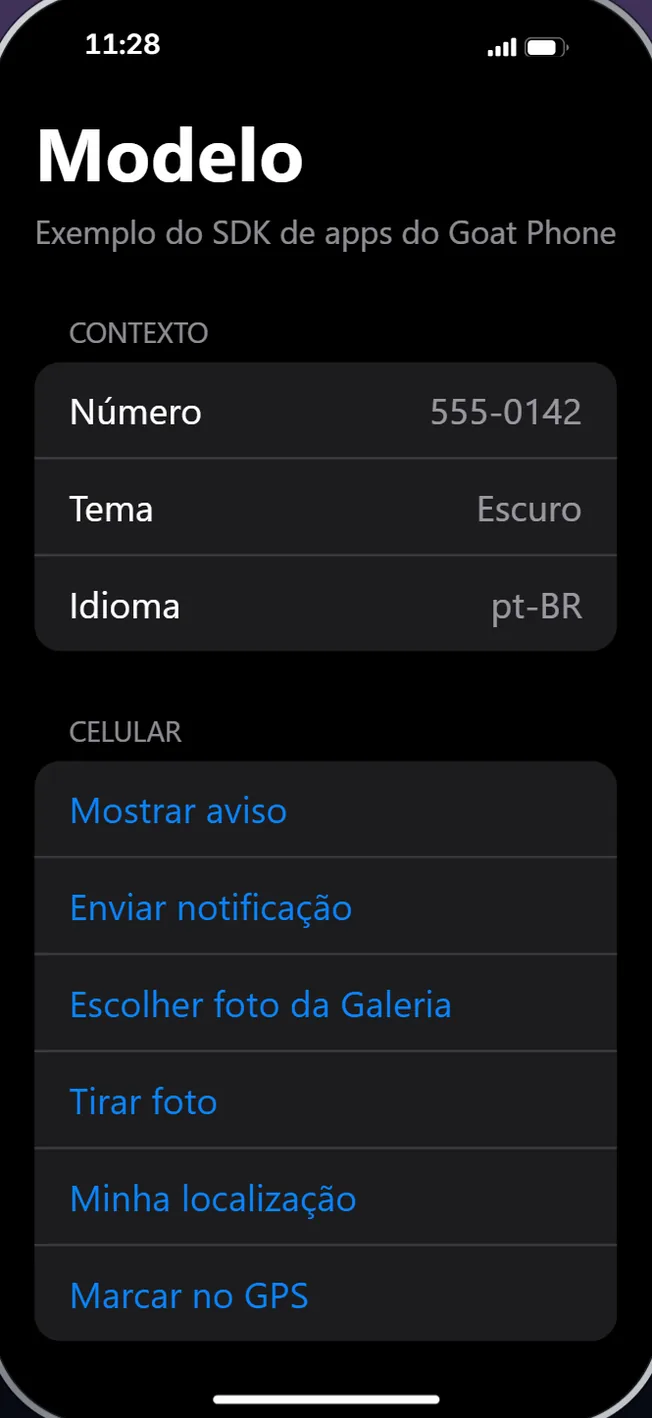 11:28
Modelo
Exemplo do SDK de apps do Goat Phone
CONTEXTO
Número 555-0142
Tema Escuro
Idioma pt-BR
CELULAR
Mostrar aviso
Enviar notificação
Escolher foto da Galeria
Tirar foto
Minha localização
Marcar no GPS